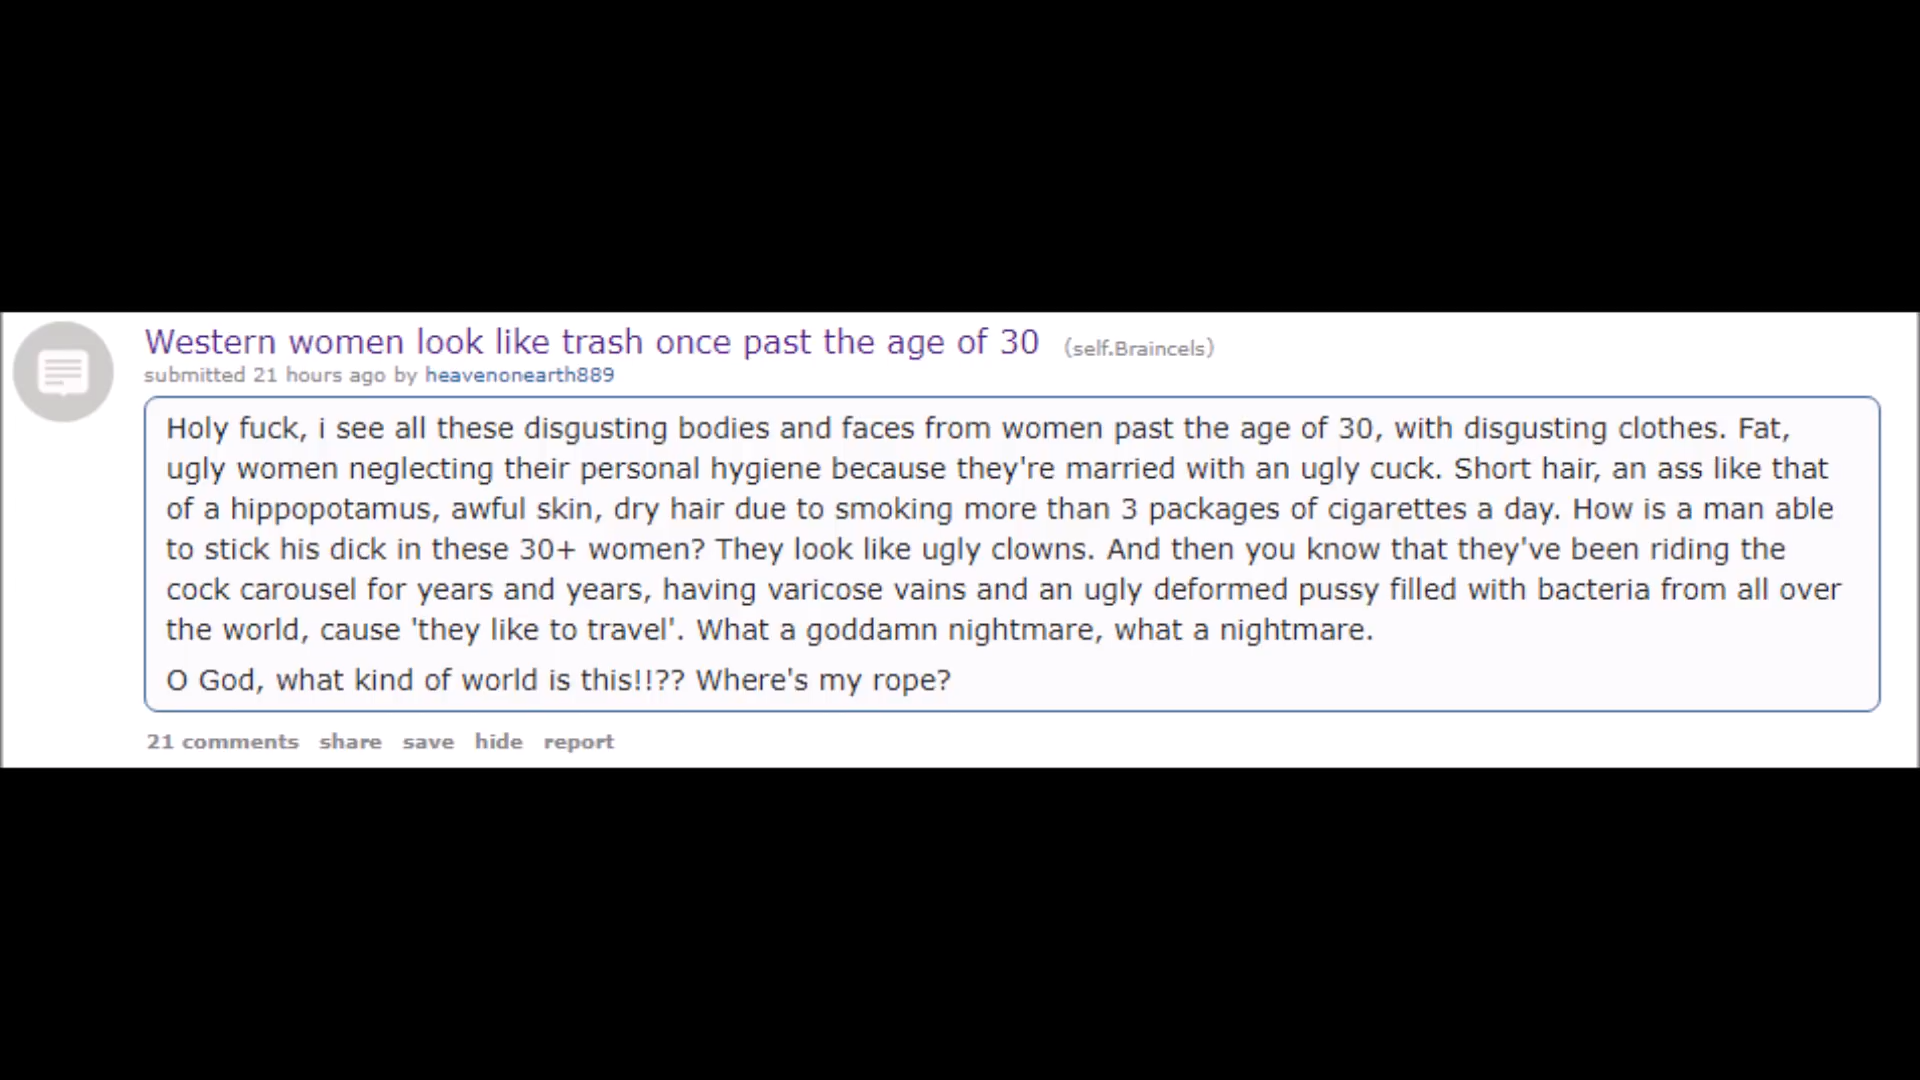 Western women look like trash once past the age of 30 (self.Braincels)
submitted 21 hours ago by heavenonearth889
Holy fuck, i see all these disgusting bodies and faces from women past the age of 30, with disgusting clothes. Fat,
ugly women neglecting their personal hygiene because they're married with an ugly cuck. Short hair, an ass like that
of a hippopotamus, awful skin, dry hair due to smoking more than 3 packages of cigarettes a day. How is a man able
to stick his dick in these 30+ women? They look like ugly clowns. And then you know that they've been riding the
cock carousel for years and years, having varicose vains and an ugly deformed pussy filled with bacteria from all over
the world, cause 'they like to travel'. What a goddamn nightmare, what a nightmare.
O God, what kind of world is this!!?? Where's my rope?
21 comments share save hide report